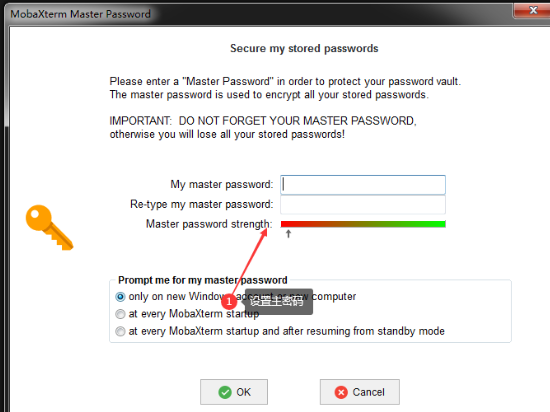 MobaXterm Master Password
Secure my stored passwords
Please enter a "Master Password" in order to protect your password vault.
The master password is used to encrypt all your stored passwords.
IMPORTANT: DO NOT FORGET YOUR MASTER PASSWORD,
otherwise you will lose all your stored passwords!
My master password:
Re-type my master password:
Master password strength:
Prompt me for my master password
only on new Windows account or new computer
1 设置主密码
at every MobaXterm startup
at every MobaXterm startup and after resuming from standby mode
OK
Cancel